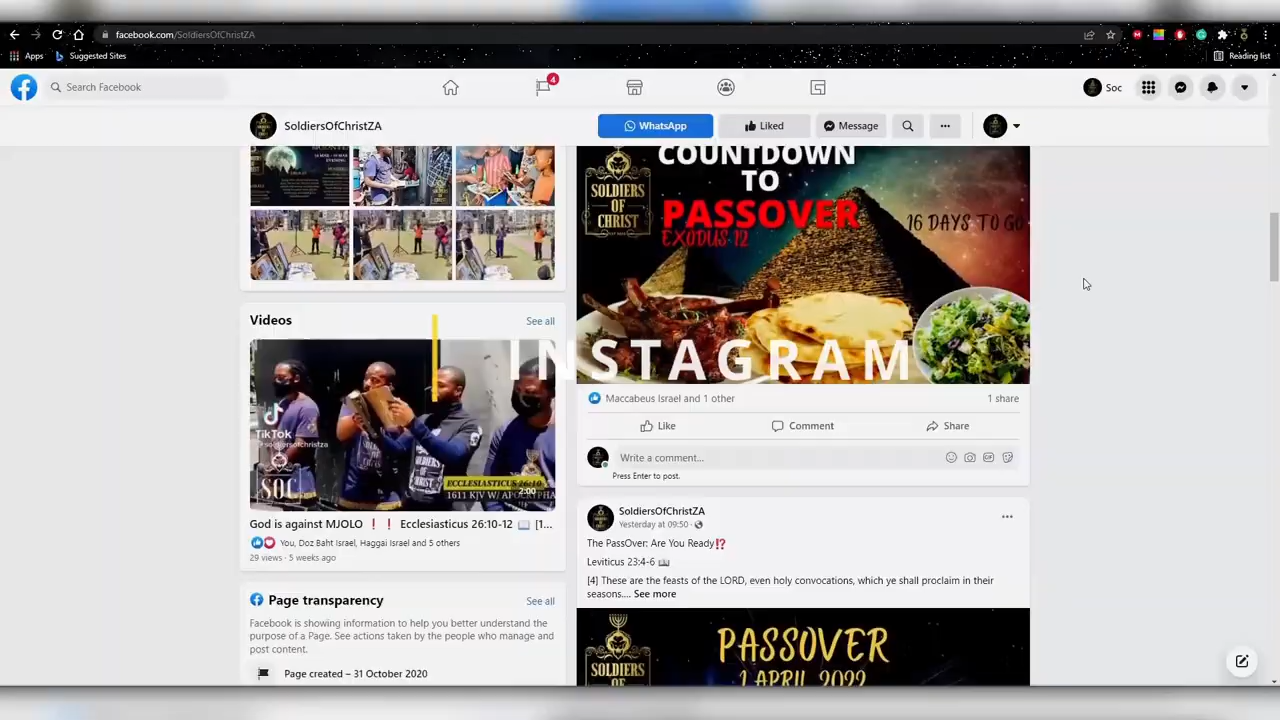 facebook.com/SoldiersOfChristZA
Apps
Suggested Sites
Reading list
Search Facebook
4
Soc
SoldiersOfChristZA
WhatsApp
Liked
Message
COUNTDOWN
TO
PASSOVER
EXODUS 12
16 DAYS TO GO
SOLDIERS
OF
CHRIST
INSTAGRAM
Videos
See all
TikTok
@soldiersofchristza
SOC
ECCLESIASTICUS 26:10
2:00
1611 KJV W/ APOCRYPHA
God is against MJOLO ❗ ❗ Ecclesiasticus 26:10-12 📖 [1...
You, Doz Baht Israel, Haggai Israel and 5 others
29 views · 5 weeks ago
Page transparency
See all
Facebook is showing information to help you better understand the
purpose of a Page. See actions taken by the people who manage and
post content.
Page created – 31 October 2020
Maccabeus Israel and 1 other
1 share
Like
Comment
Share
Write a comment...
GIF
Press Enter to post.
SoldiersOfChristZA
Yesterday at 09:50 ·
The PassOver: Are You Ready⁉️
Leviticus 23:4-6 📖
[4] These are the feasts of the LORD, even holy convocations, which ye shall proclaim in their
seasons.... See more
SOLDIERS
OF
PASSOVER
1 APRIL 2022